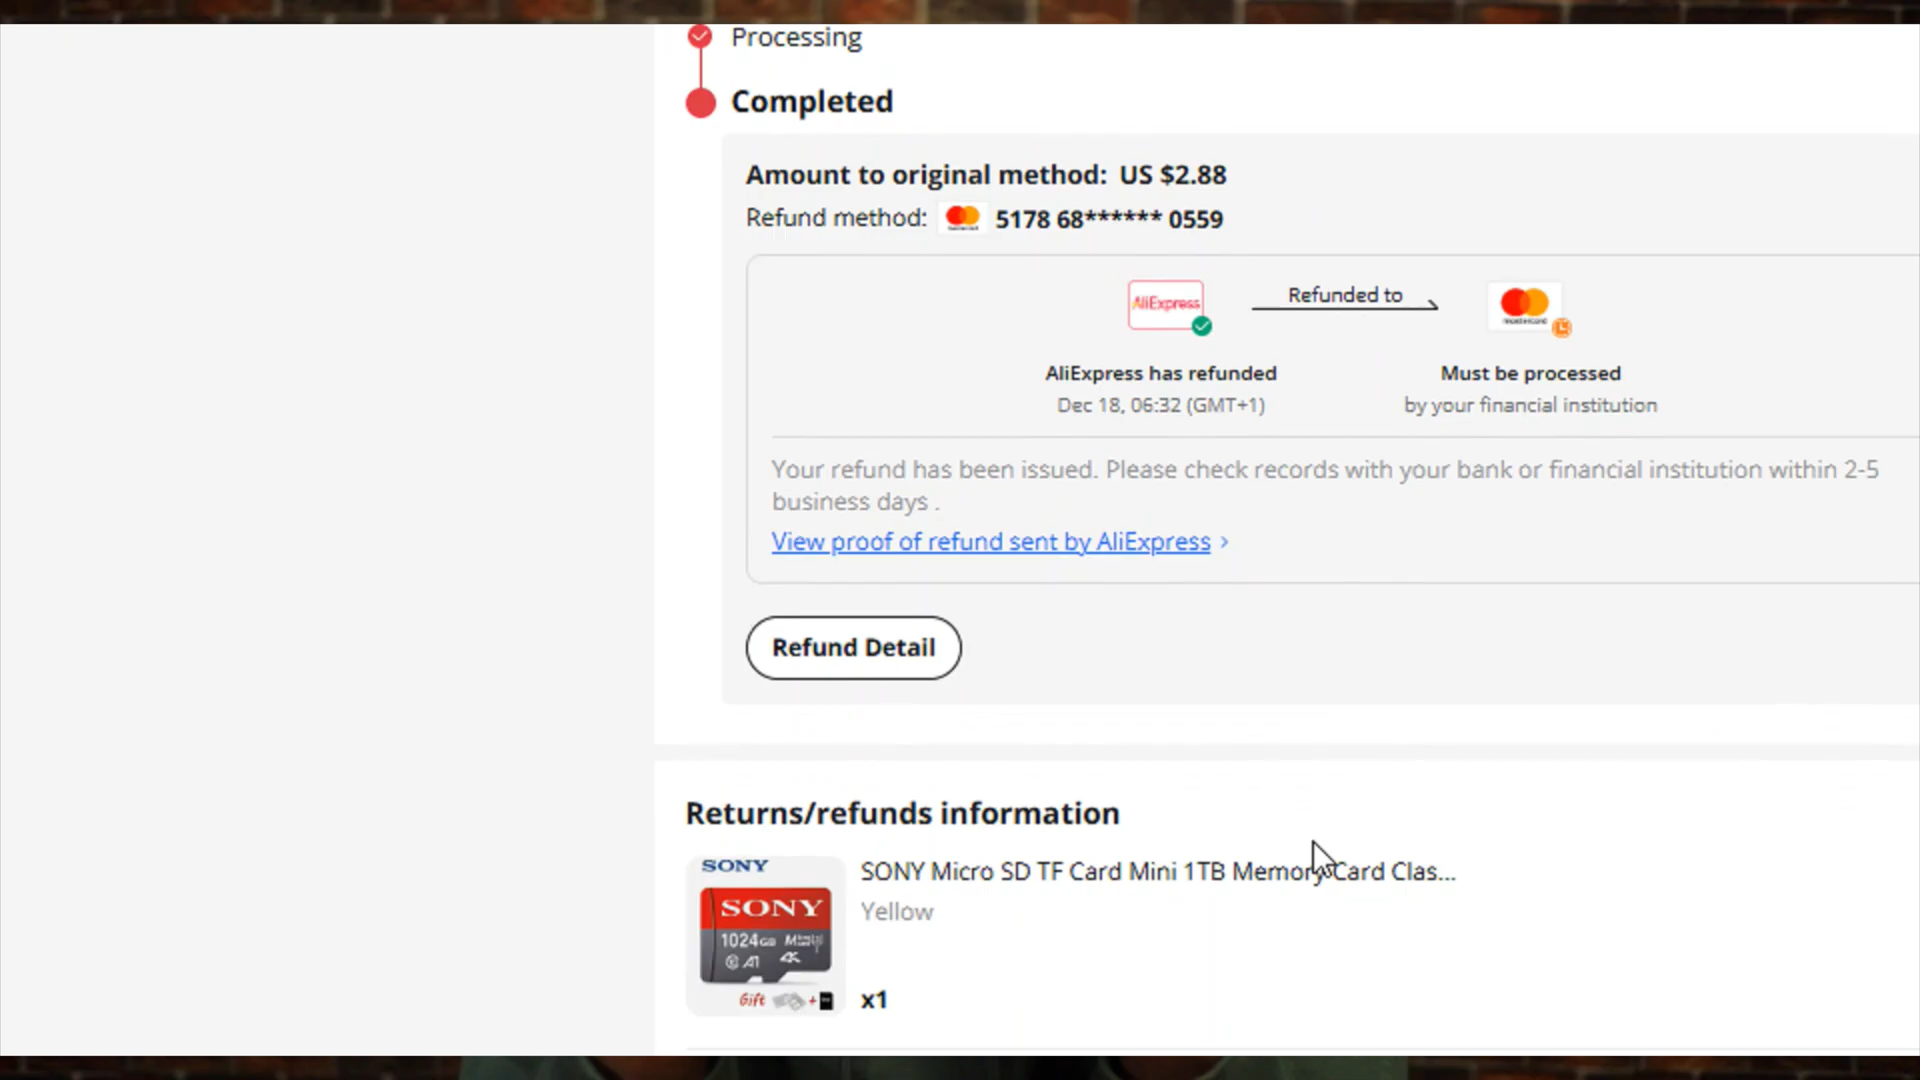 Processing
Completed
Amount to original method: US $2.88
Refund method: 5178 68****** 0559
AliExpress
Refunded to
mastercard
AliExpress has refunded
Must be processed
Dec 18, 06:32 (GMT+1)
by your financial institution
Your refund has been issued. Please check records with your bank or financial institution within 2-5
business days .
View proof of refund sent by AliExpress >
Refund Detail
Returns/refunds information
SONY
SONY Micro SD TF Card Mini 1TB Memory Card Clas...
SONY
Yellow
1024GB
A1 4K
Gift +
x1